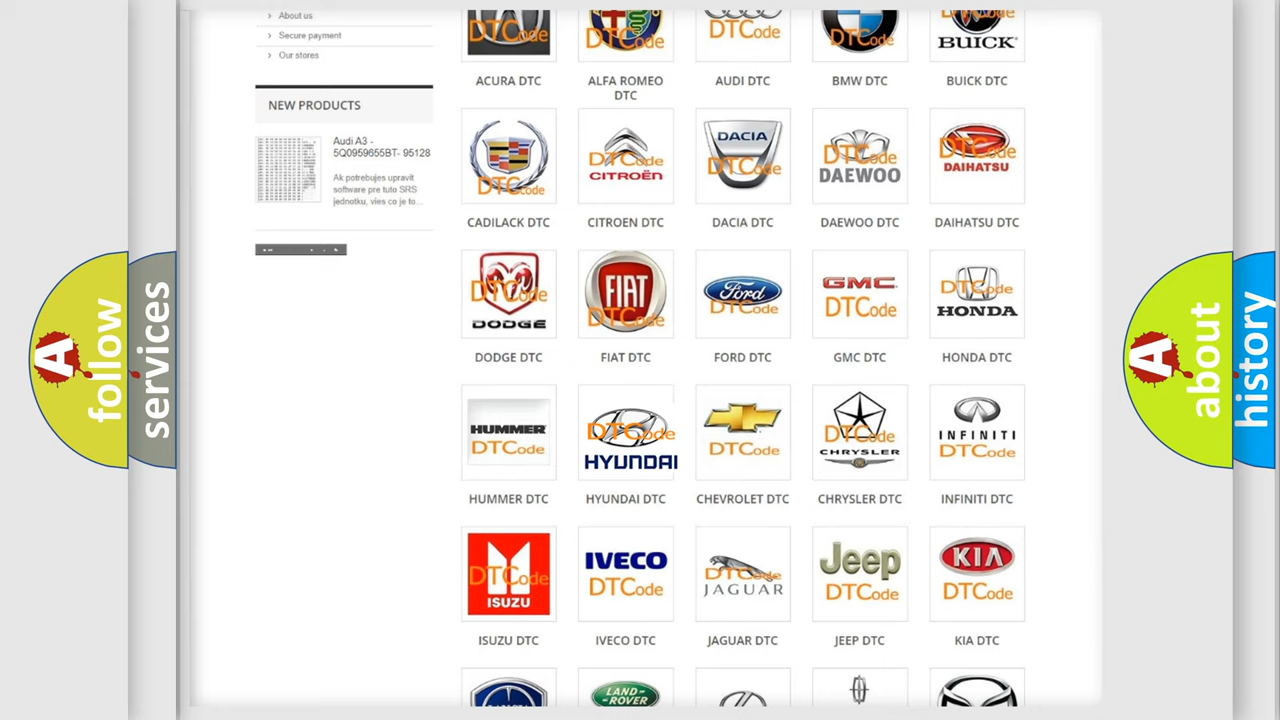 About us
Secure payment
Our stores
NEW PRODUCTS
Audi A3 -
5Q0959655BT- 95128
Ak potrebujes upravit
software pre tuto SRS
jednotku, vies co je to...
DTCode
DTCode
DTCode
DTCode
BUICK
ACURA DTC
ALFA ROMEO
DTC
AUDI DTC
BMW DTC
BUICK DTC
DTCode
DTCode
CITROËN
DACIA
DTCode
DTCode
DAEWOO
DTCode
DAIHATSU
CADILACK DTC
CITROEN DTC
DACIA DTC
DAEWOO DTC
DAIHATSU DTC
DTCode
DODGE
FIAT
DTCode
Ford
DTCode
GMC
DTCode
DTCode
HONDA
DODGE DTC
FIAT DTC
FORD DTC
GMC DTC
HONDA DTC
HUMMER
DTCode
DTCode
HYUNDAI
DTCode
DTCode
CHRYSLER
INFINITI
DTCode
HUMMER DTC
HYUNDAI DTC
CHEVROLET DTC
CHRYSLER DTC
INFINITI DTC
DTCode
ISUZU
IVECO
DTCode
DTCode
JAGUAR
Jeep
DTCode
KIA
DTCode
ISUZU DTC
IVECO DTC
JAGUAR DTC
JEEP DTC
KIA DTC
LAND-
ROVER
A
follow
services
A
about
history